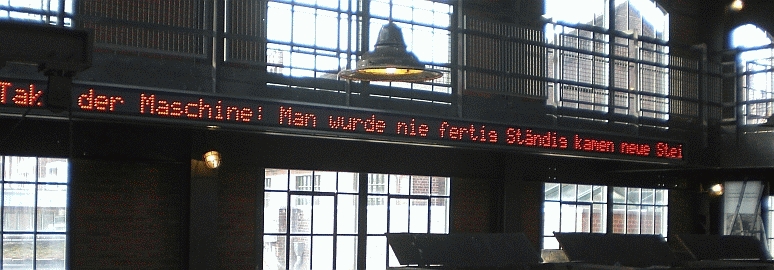 Tak der Maschine: Man wurde nie fertig Ständig kamen neue Stei